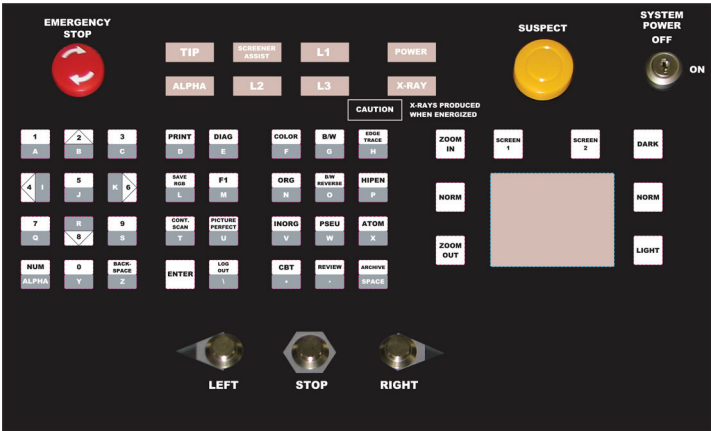 EMERGENCY
STOP
SUSPECT
SYSTEM
POWER
OFF
ON
TIP
SCREENER
ASSIST
L1
POWER
ALPHA
L2
L3
X-RAY
CAUTION
X-RAYS PRODUCED
WHEN ENERGIZED
1
A
2
B
3
C
PRINT
D
DIAG
E
COLOR
F
B/W
G
EDGE
TRACE
H
ZOOM
IN
SCREEN
1
SCREEN
2
DARK
4 I
5
J
K 6
SAVE
RGB
L
F1
M
ORG
N
B/W
REVERSE
O
HIPEN
P
NORM
NORM
7
Q
R
8
9
S
CONT.
SCAN
T
PICTURE
PERFECT
U
INORG
V
PSEU
W
ATOM
X
ZOOM
OUT
LIGHT
NUM
ALPHA
0
Y
BACK-
SPACE
Z
ENTER
LOG
OUT
\
CBT
+
REVIEW
-
ARCHIVE
SPACE
LEFT
STOP
RIGHT